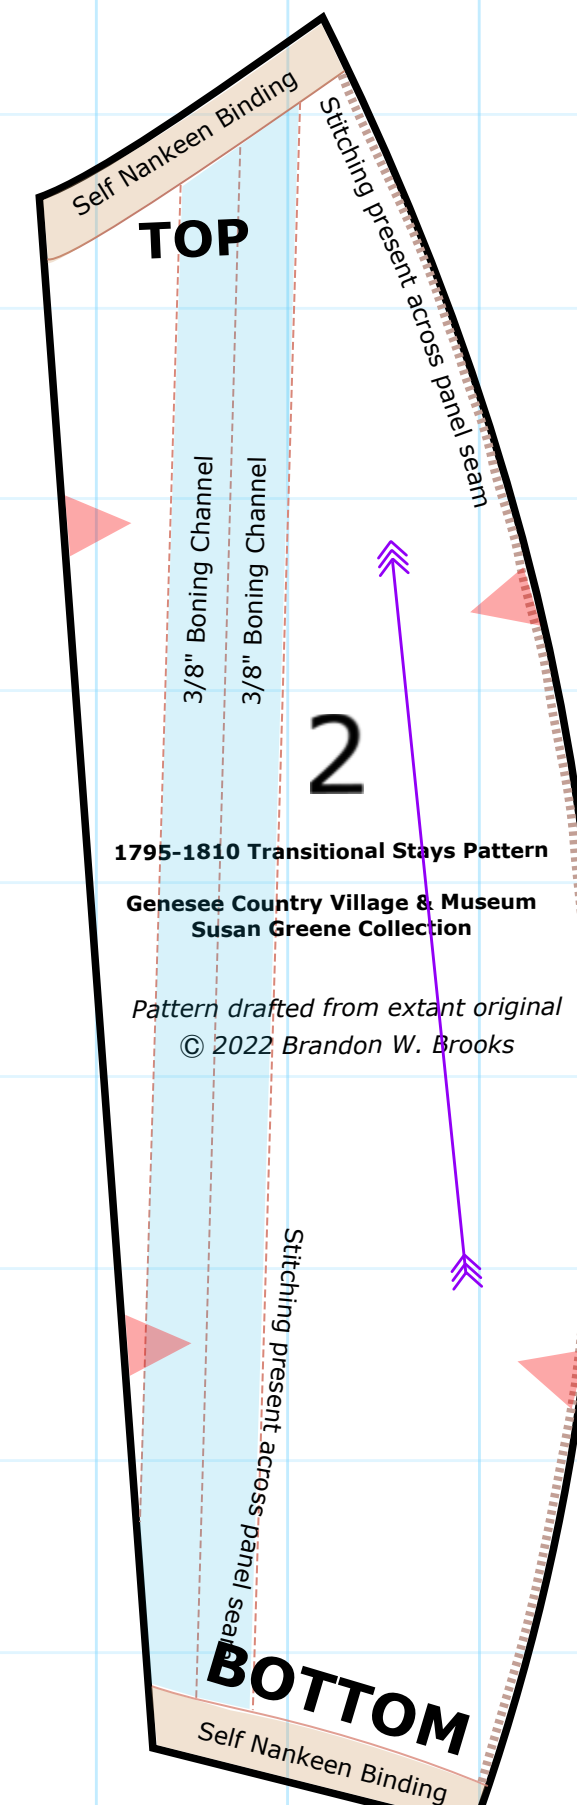 Self Nankeen Binding
TOP
Stitching present across panel seam
3/8" Boning Channel
3/8" Boning Channel
2
1795-1810 Transitional Stays Pattern
Genesee Country Village & Museum
Susan Greene Collection
Pattern drafted from extant original
© 2022 Brandon W. Brooks
Stitching present across panel seam
BOTTOM
Self Nankeen Binding